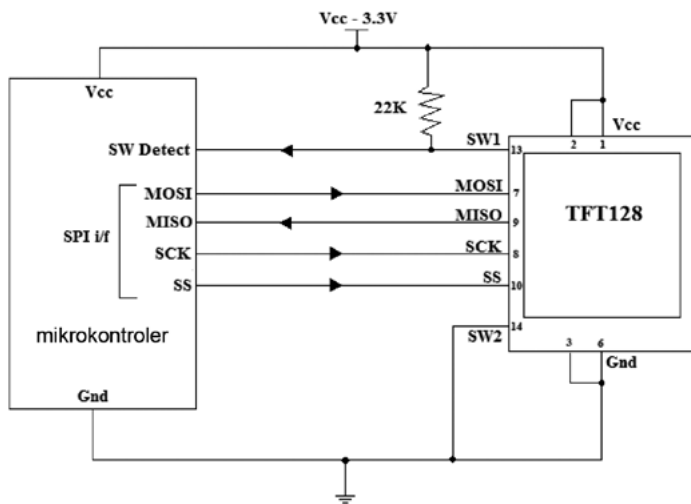 Vcc - 3.3V
Vcc
22K
Vcc
2 1
SW Detect
SW1
13
MOSI
MOSI
7
TFT128
MISO
MISO
9
SPI i/f
SCK
SCK
8
SS
SS
10
mikrokontroler
14
SW2
3 6
Gnd
Gnd